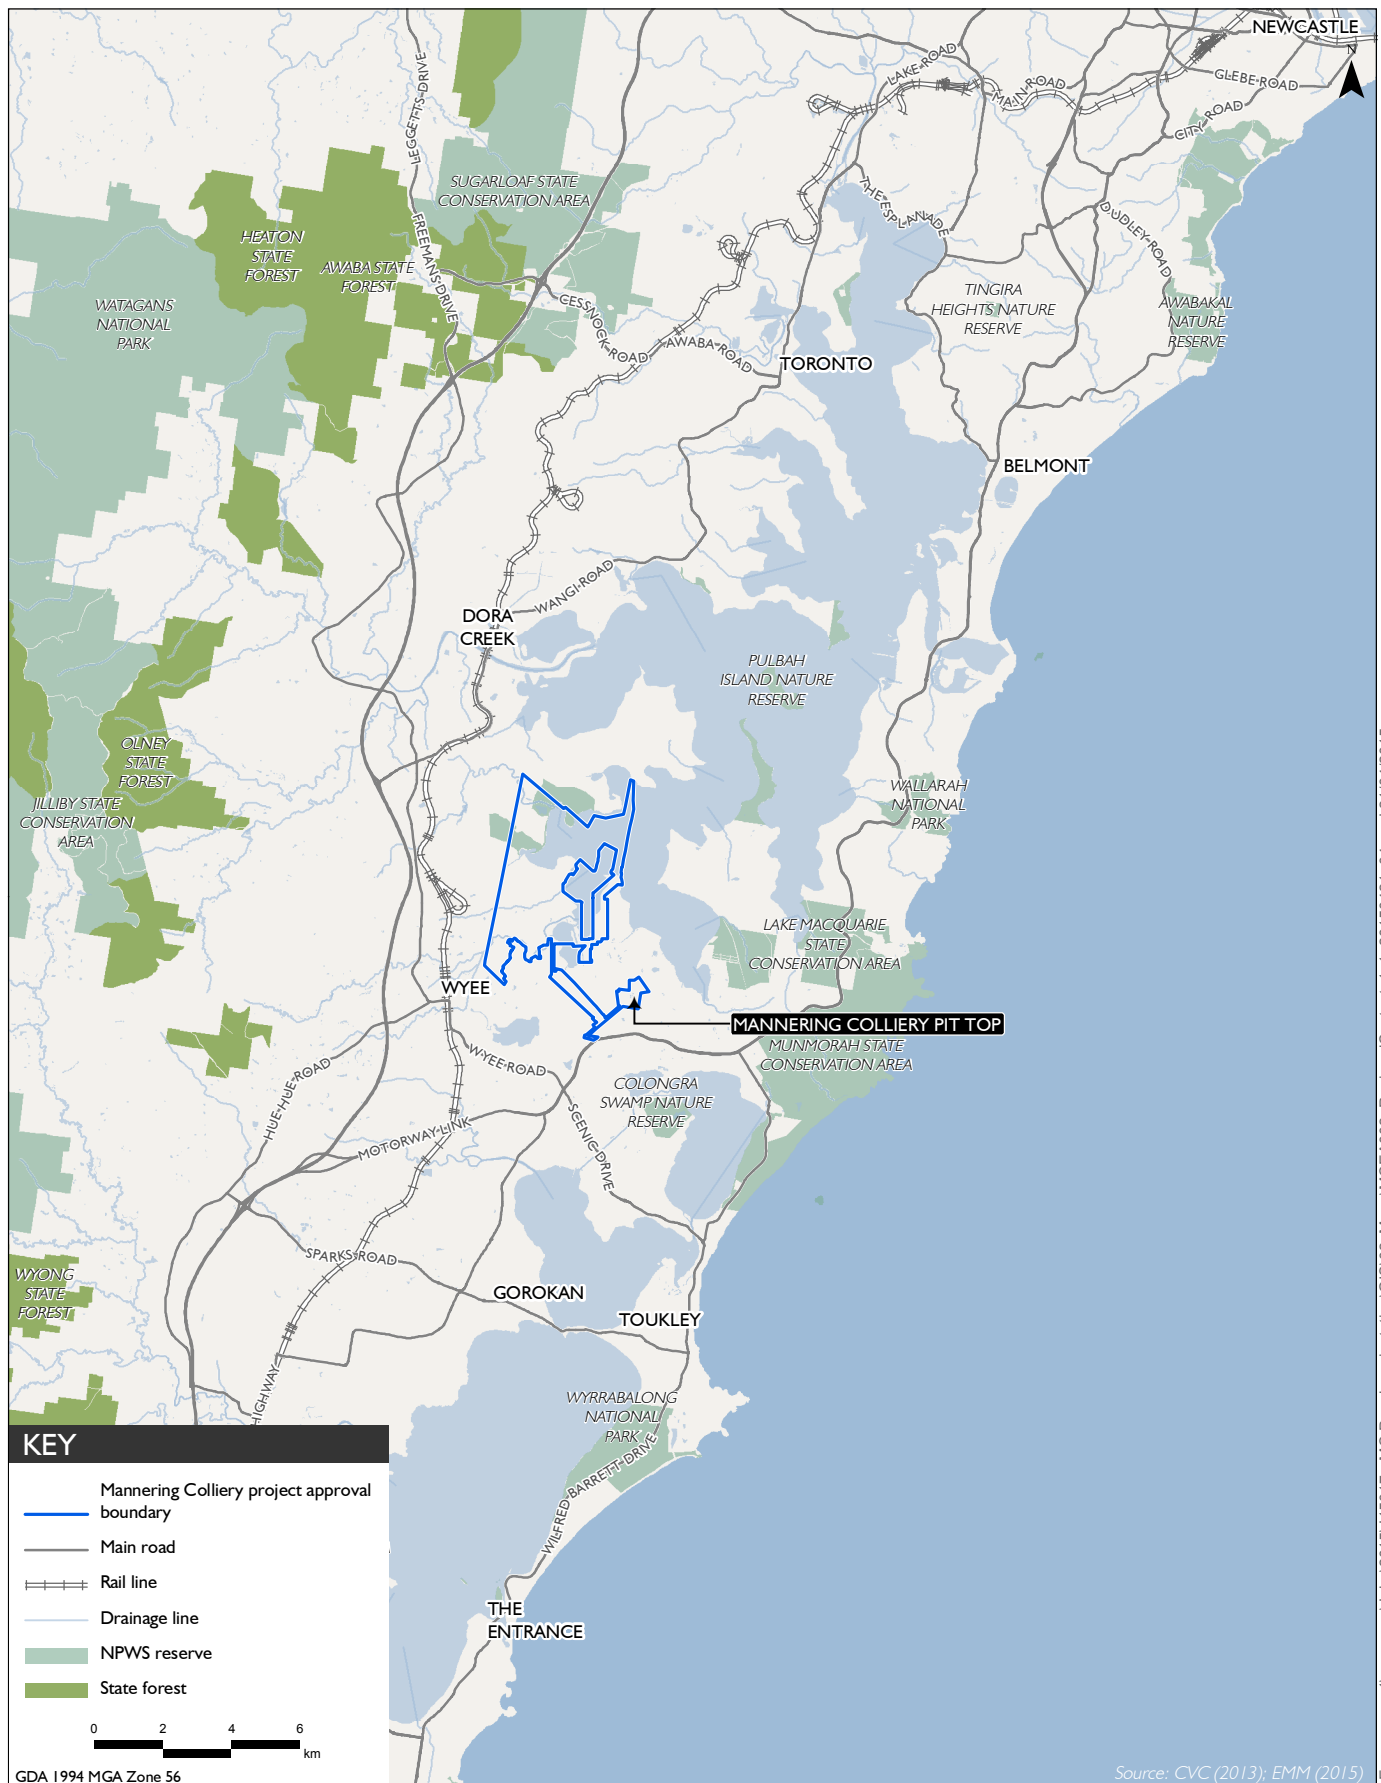 NEWCASTLE
N
LAKE ROAD
MAIN ROAD
GLEBE ROAD
CITY ROAD
LEGGETTS DRIVE
SUGARLOAF STATE
CONSERVATION AREA
THE ESPLANADE
DUDLEY ROAD
HEATON
STATE
FOREST
FREEMANS DRIVE
AWABA STATE
FOREST
WATAGANS
NATIONAL
PARK
CESSNOCK ROAD
AWABA ROAD
TINGIRA
HEIGHTS NATURE
RESERVE
AWABAKAL
NATURE
RESERVE
TORONTO
BELMONT
WANGI ROAD
DORA
CREEK
PULBAH
ISLAND NATURE
RESERVE
OLNEY
STATE
FOREST
JILLIBY STATE
CONSERVATION
AREA
WALLARAH
NATIONAL
PARK
LAKE MACQUARIE
STATE
CONSERVATION AREA
WYEE
MANNERING COLLIERY PIT TOP
MUNMORAH STATE
CONSERVATION AREA
WYEE ROAD
HUE HUE ROAD
COLONGRA
SWAMP NATURE
RESERVE
MOTORWAY LINK
SCENIC DRIVE
SPARKS ROAD
WYONG
STATE
FOREST
GOROKAN
TOUKLEY
HIGHWAY
WYRRABALONG
NATIONAL
PARK
WILFRED BARRETT DRIVE
THE
ENTRANCE
KEY
Mannering Colliery project approval
boundary
Main road
Rail line
Drainage line
NPWS reserve
State forest
0 2 4 6
km
GDA 1994 MGA Zone 56
Source: CVC (2013); EMM (2015)